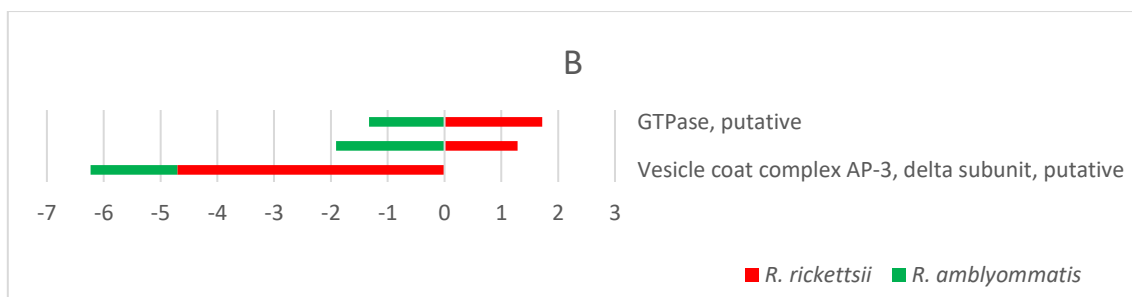 B
GTPase, putative
Vesicle coat complex AP-3, delta subunit, putative
-7 -6 -5 -4 -3 -2 -1 0 1 2 3
R. rickettsii R. amblyommatis